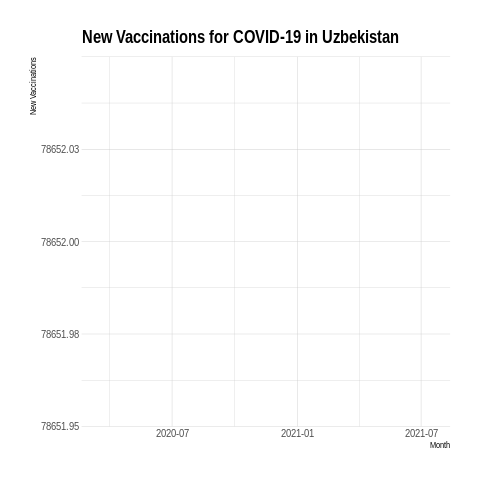 New Vaccinations for COVID-19 in Uzbekistan
New Vaccinations
78652.03
78652.00
78651.98
78651.95
2020-07
2021-01
2021-07
Month